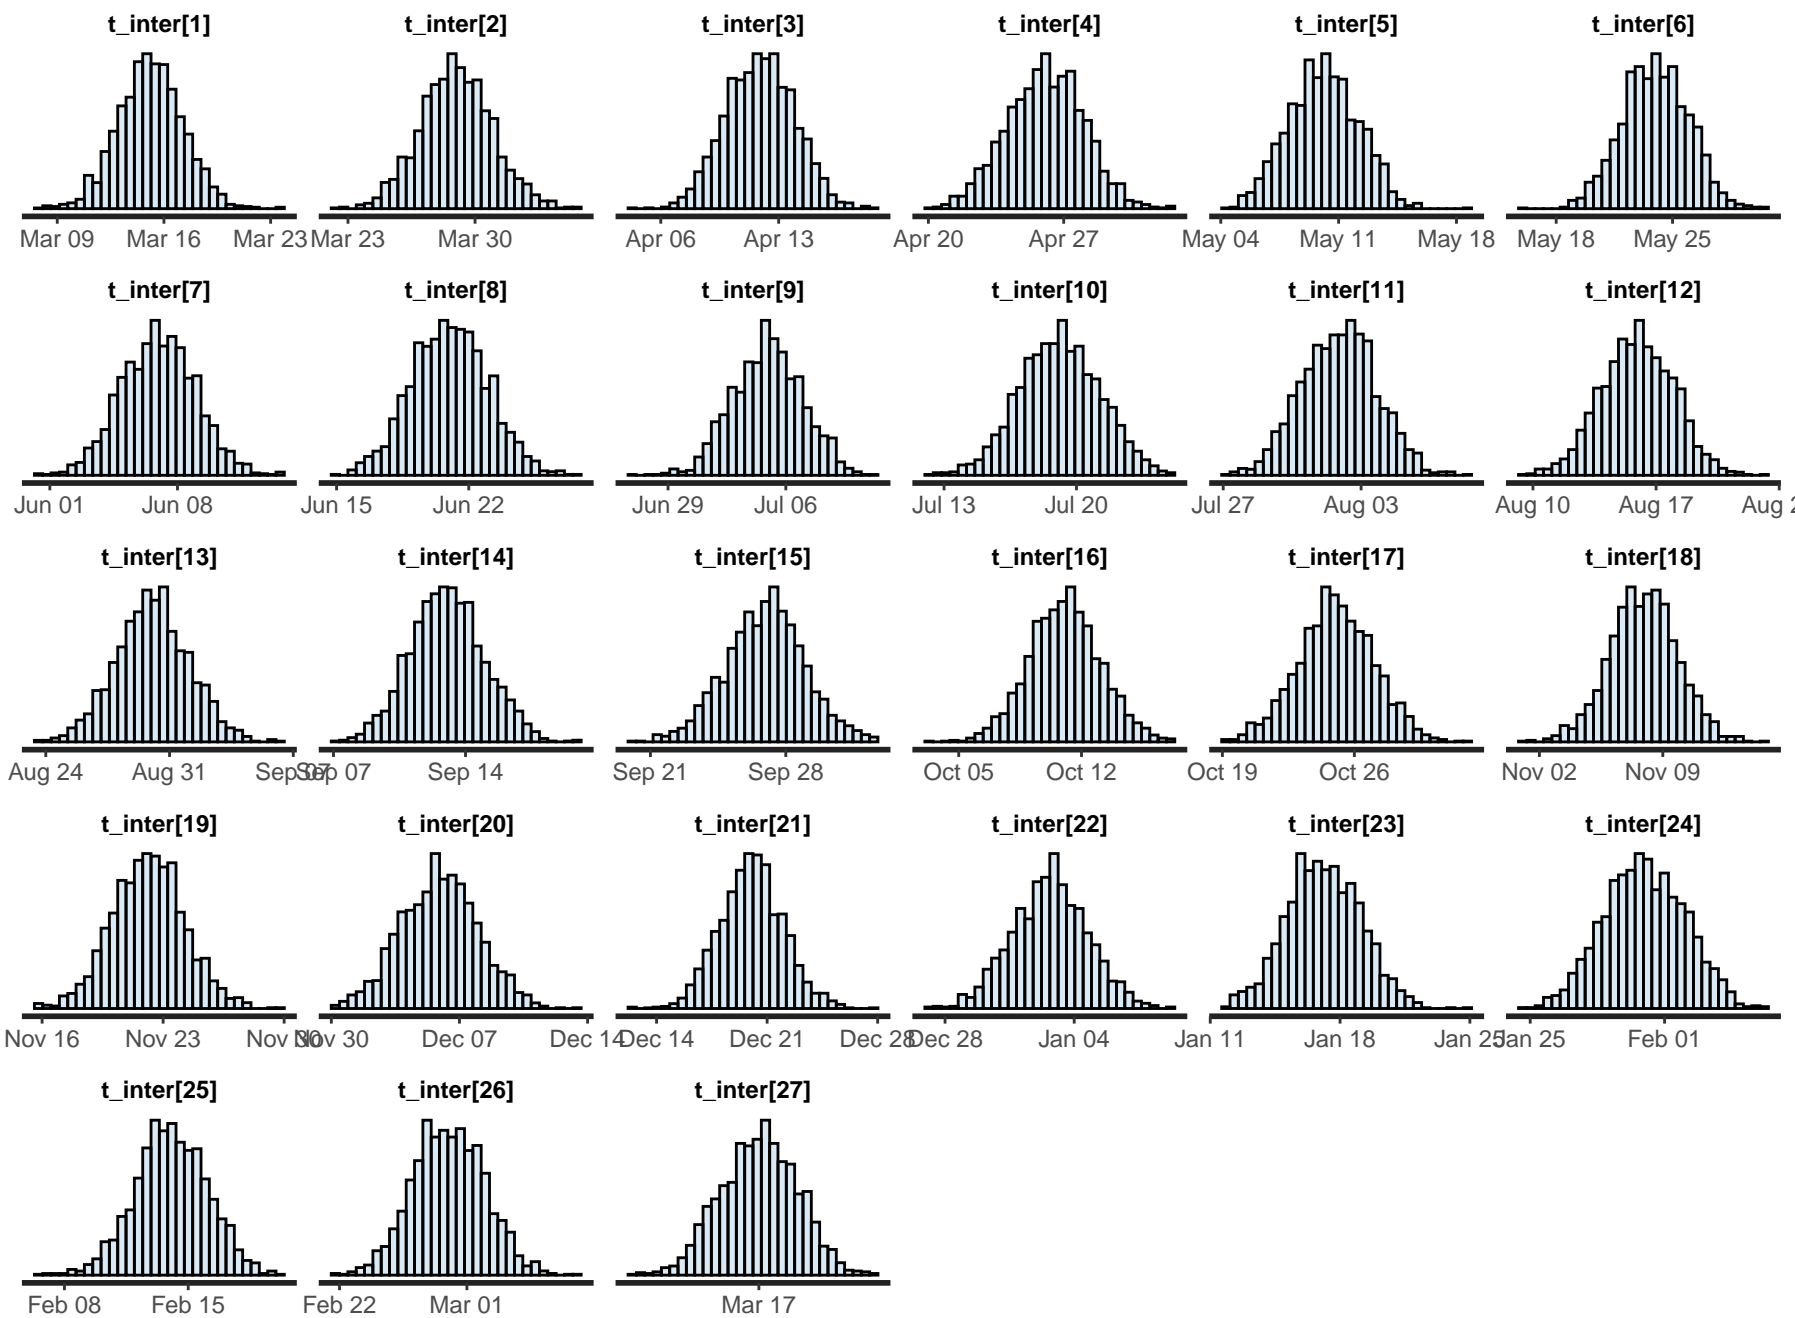 t_inter[1] t_inter[2] t_inter[3] t_inter[4] t_inter[5] t_inter[6]
Mar 09 Mar 16 Mar 23 Mar 23 Mar 30 Apr 06 Apr 13 Apr 20 Apr 27 May 04 May 11 May 18 May 18 May 25
t_inter[7] t_inter[8] t_inter[9] t_inter[10] t_inter[11] t_inter[12]
Jun 01 Jun 08 Jun 15 Jun 22 Jun 29 Jul 06 Jul 13 Jul 20 Jul 27 Aug 03 Aug 10 Aug 17 Aug
t_inter[13] t_inter[14] t_inter[15] t_inter[16] t_inter[17] t_inter[18]
Aug 24 Aug 31 Sep 07 Sep 07 Sep 14 Sep 21 Sep 28 Oct 05 Oct 12 Oct 19 Oct 26 Nov 02 Nov 09
t_inter[19] t_inter[20] t_inter[21] t_inter[22] t_inter[23] t_inter[24]
Nov 16 Nov 23 Nov 30 Nov 30 Dec 07 Dec 14 Dec 14 Dec 21 Dec 28 Dec 28 Jan 04 Jan 11 Jan 18 Jan 25 Jan 25 Feb 01
t_inter[25] t_inter[26] t_inter[27]
Feb 08 Feb 15 Feb 22 Mar 01 Mar 17